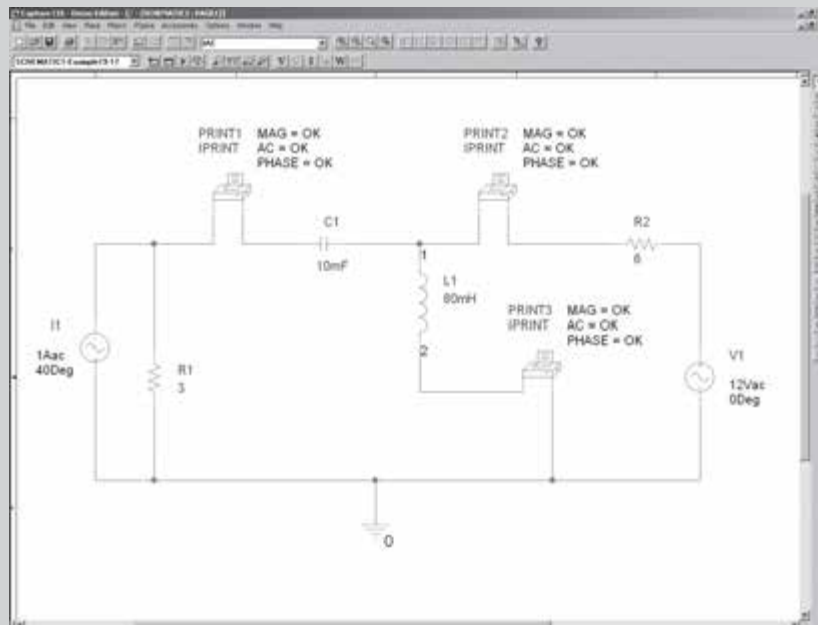 PRINT1 MAG = OK
IPRINT AC = OK
PHASE = OK
PRINT2 MAG = OK
IPRINT AC = OK
PHASE = OK
C1
10mF
R2
6
1
L1
80mH
2
PRINT3 MAG = OK
IPRINT AC = OK
PHASE = OK
I1
1Aac
40Deg
R1
3
V1
12Vac
0Deg
0